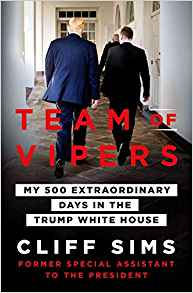 TEAM OF
VIPERS
MY 500 EXTRAORDINARY
DAYS IN THE
TRUMP WHITE HOUSE
CLIFF SIMS
FORMER SPECIAL ASSISTANT
TO THE PRESIDENT